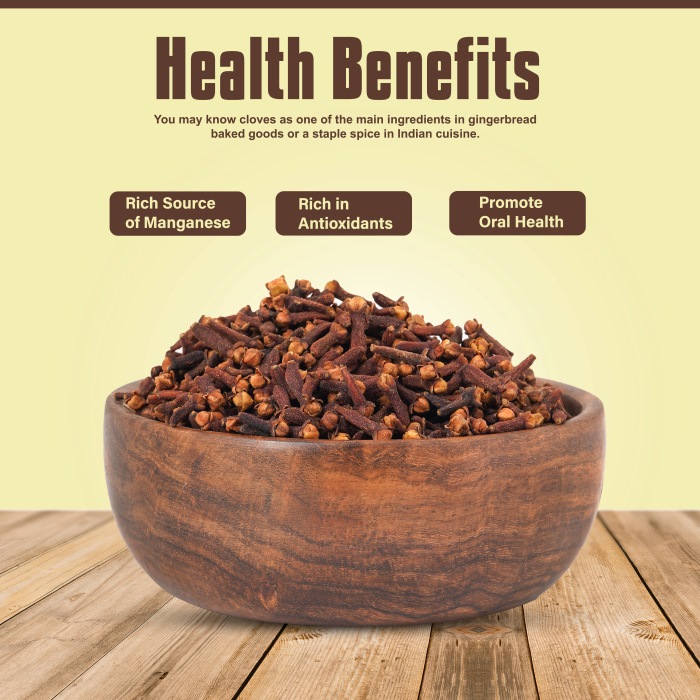 Health Benefits
You may know cloves as one of the main ingredients in gingerbread
baked goods or a staple spice in Indian cuisine.
Rich Source
of Manganese
Rich in
Antioxidants
Promote
Oral Health